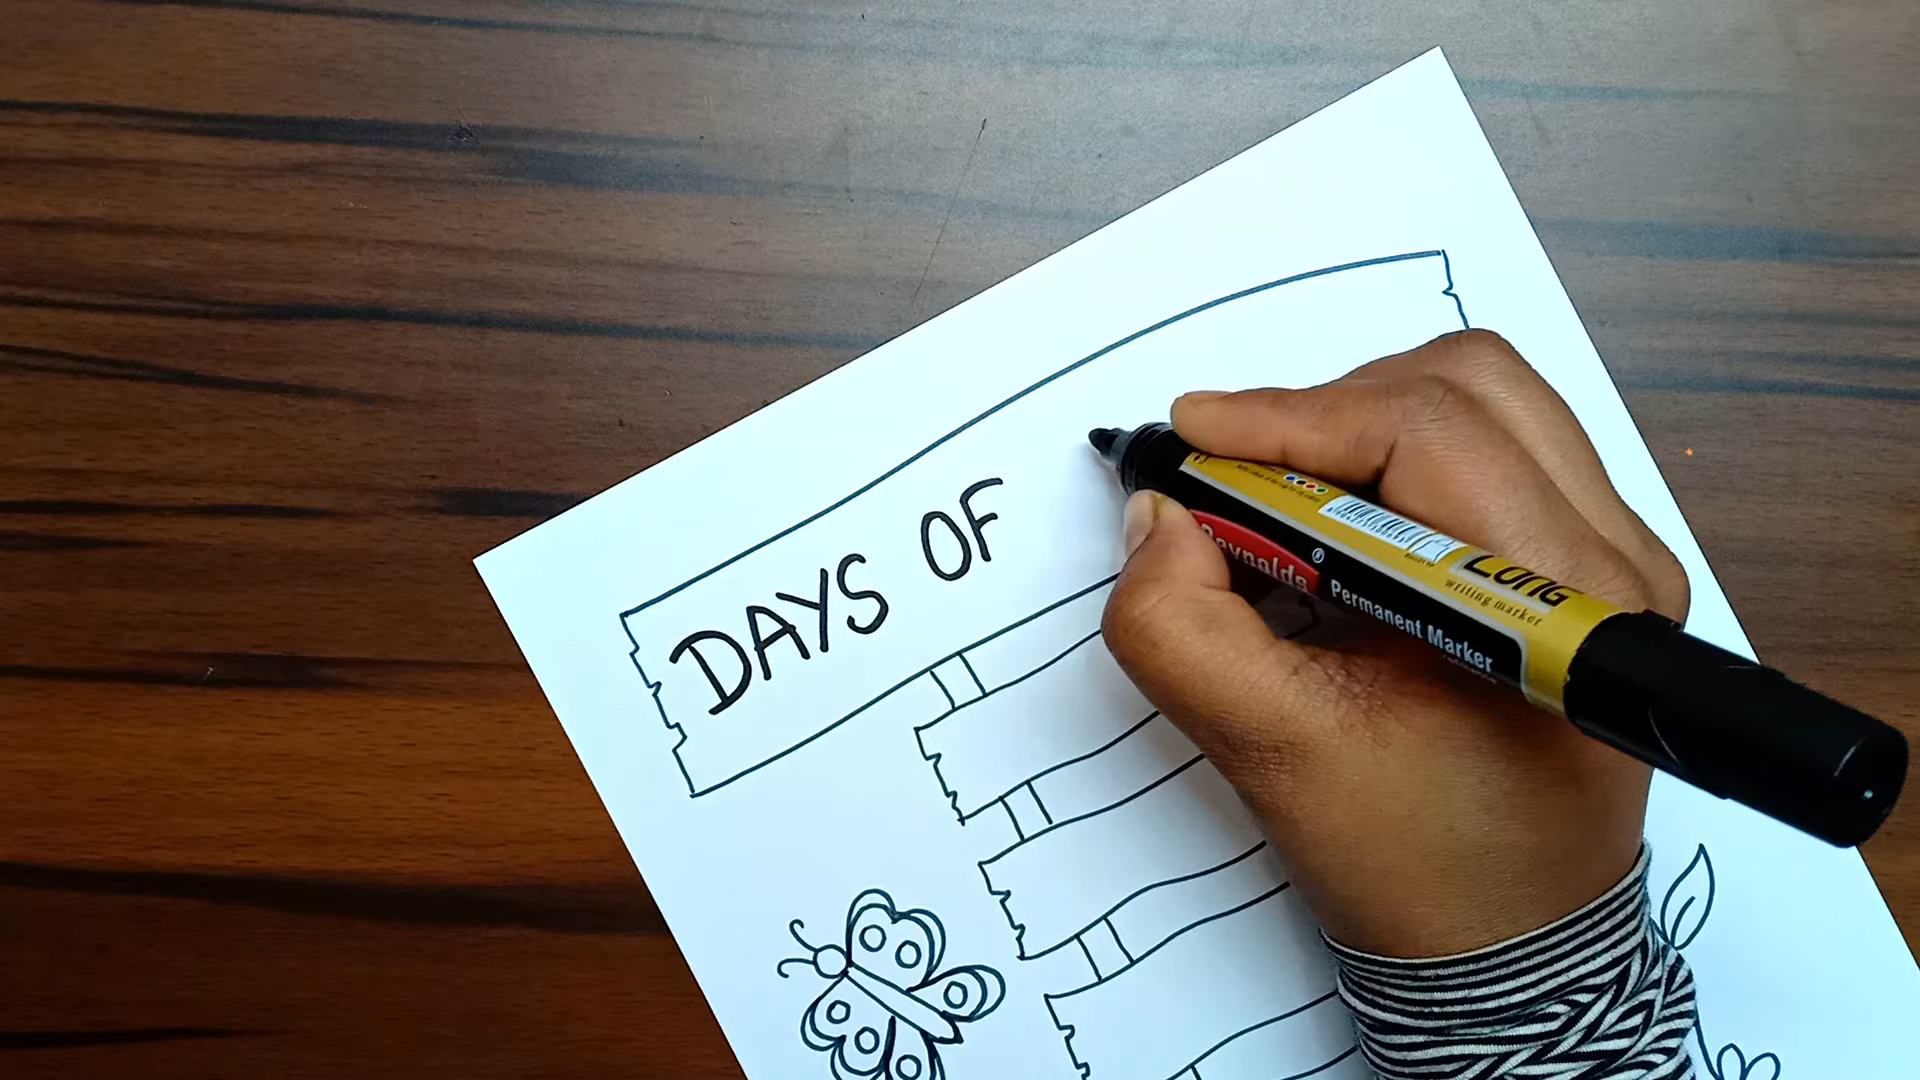 DAYS OF
Reynolds ®
Permanent Marker
LONG
writing marker